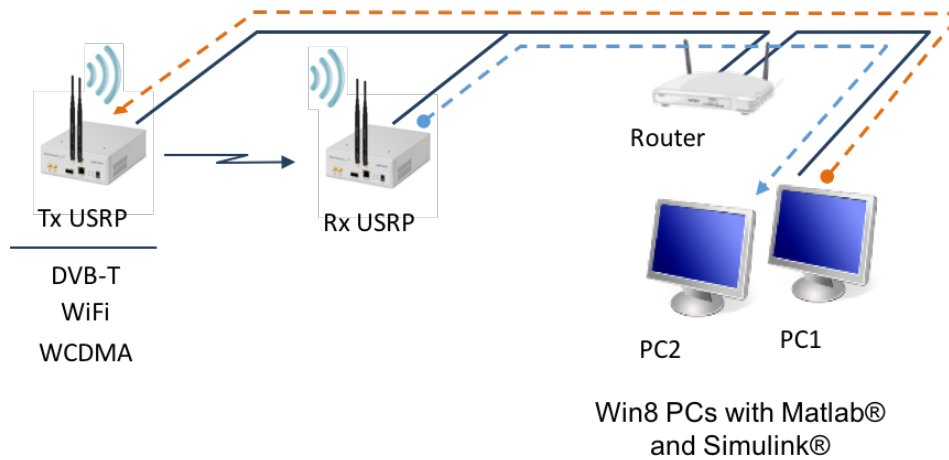 Router
Tx USRP
Rx USRP
DVB-T
WiFi
WCDMA
PC2
PC1
Win8 PCs with Matlab®
and Simulink®